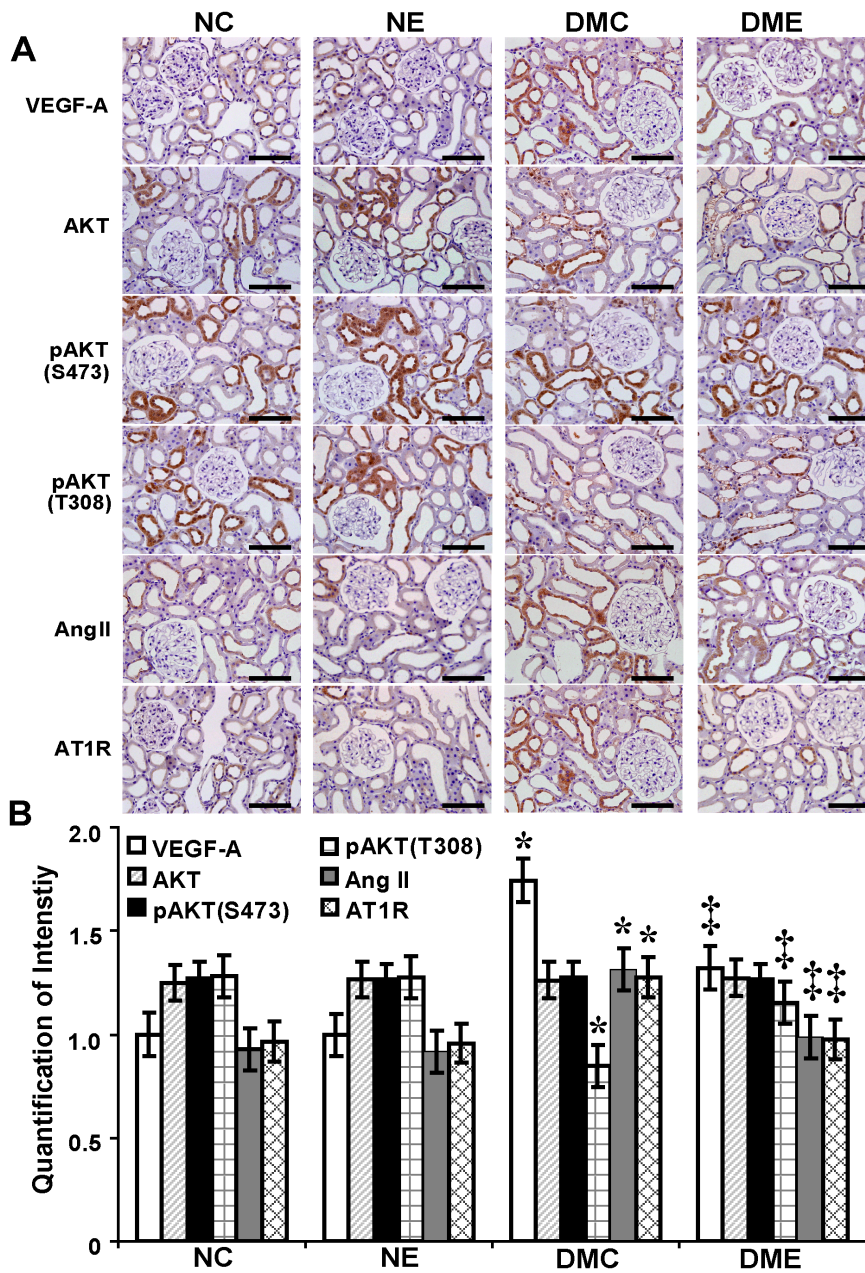 NC NE DMC DME
A
VEGF-A
AKT
pAKT
(S473)
pAKT
(T308)
AngII
AT1R
B
2.0
1.5
1.0
0.5
0
Quantification of Intenstiy
VEGF-A
AKT
pAKT(S473)
pAKT(T308)
Ang II
AT1R
*
*
*
*
‡
‡
‡
‡
NC NE DMC DME